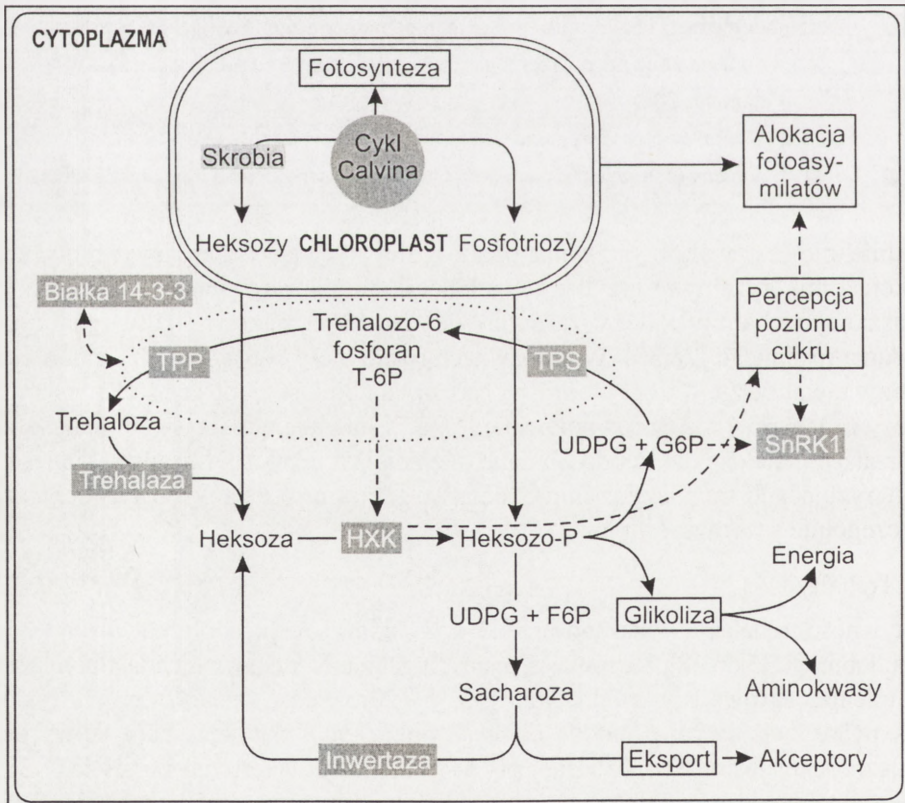 CYTOPLAZMA
Fotosynteza
Skrobia
Cykl
Calvina
Heksozy
CHLOROPLAST
Fosfotriozy
Alokacja
fotoasy-
milatów
Białka 14-3-3
Percepcja
poziomu
cukru
Trehalozo-6
fosforan
T-6P
TPP
TPS
Trehaloza
UDPG + G6P
SnRK1
Trehalaza
Heksoza
HXK
Heksozo-P
Energia
UDPG + F6P
Glikoliza
Sacharoza
Aminokwasy
Inwertaza
Eksport
Akceptory